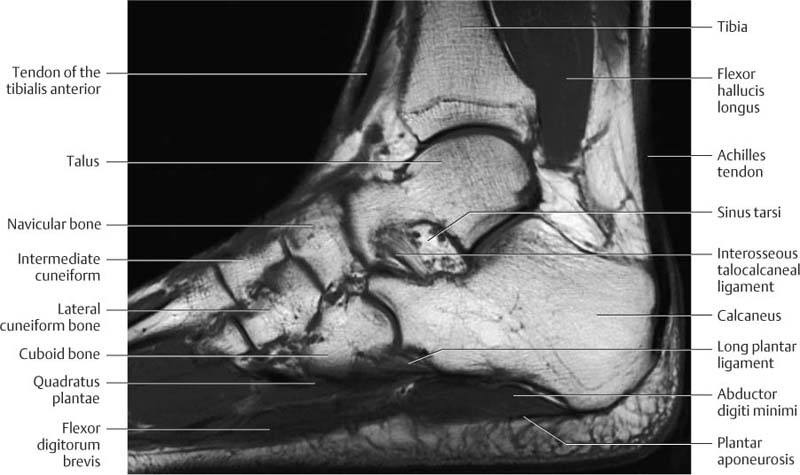 Tendon of the
tibialis anterior
Talus
Navicular bone
Intermediate
cuneiform
Lateral
cuneiform bone
Cuboid bone
Quadratus
plantae
Flexor
digitorum
brevis
Tibia
Flexor
hallucis
longus
Achilles
tendon
Sinus tarsi
Interosseous
talocalcaneal
ligament
Calcaneus
Long plantar
ligament
Abductor
digiti minimi
Plantar
aponeurosis